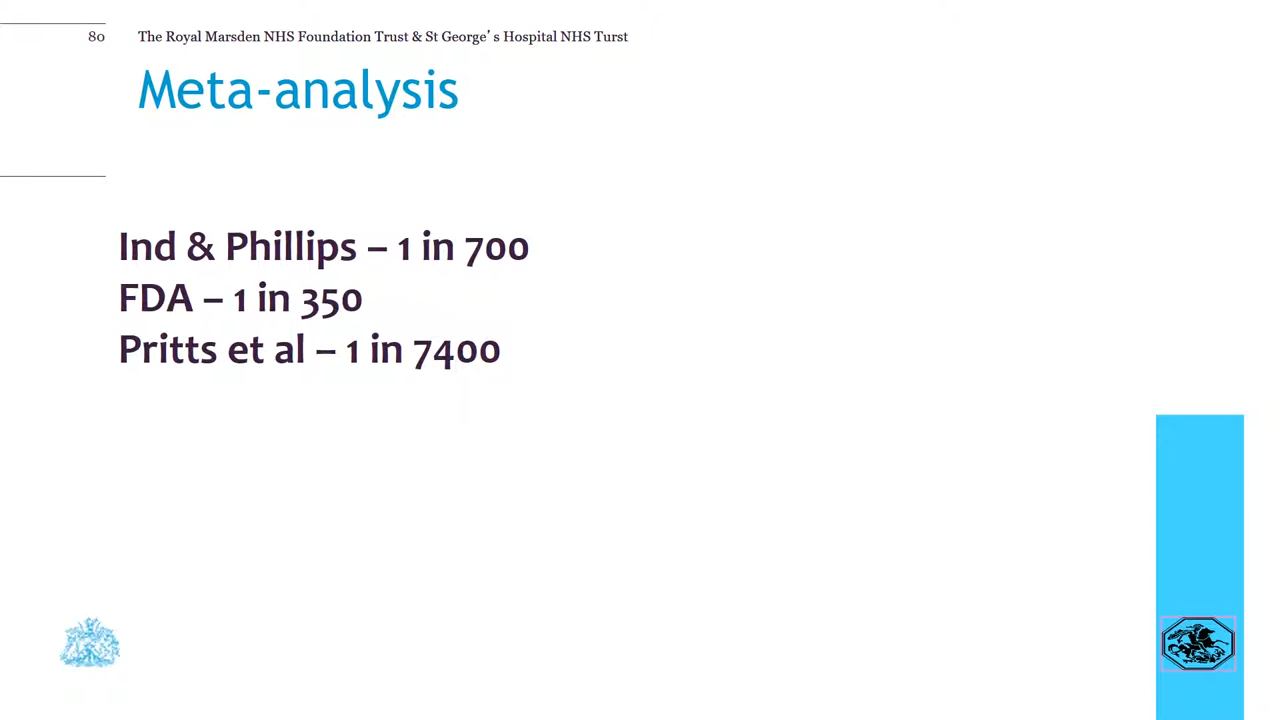 80 The Royal Marsden NHS Foundation Trust & St George’s Hospital NHS Turst
Meta-analysis
Ind & Phillips – 1 in 700
FDA – 1 in 350
Pritts et al – 1 in 7400